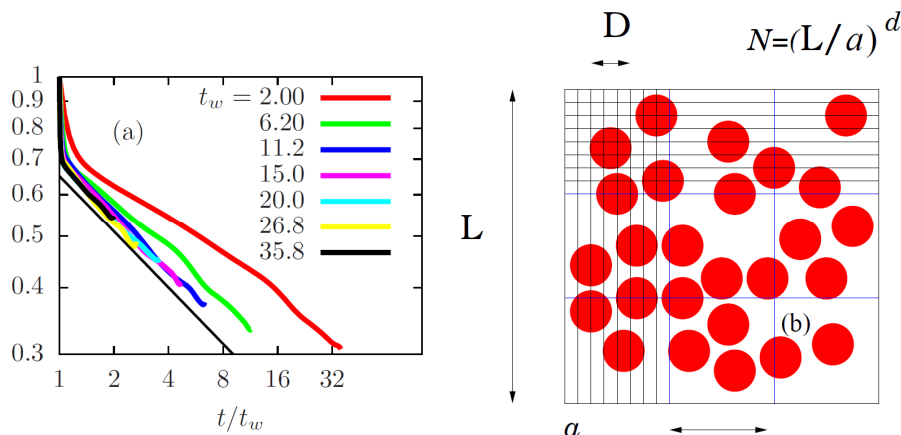 1
0.9
0.8
0.7
0.6
0.5
0.4
0.3
(a)
t_w = 2.00
6.20
11.2
15.0
20.0
26.8
35.8
1 2 4 8 16 32
t/t_w
D
N=(L/a)^d
L
(b)
a